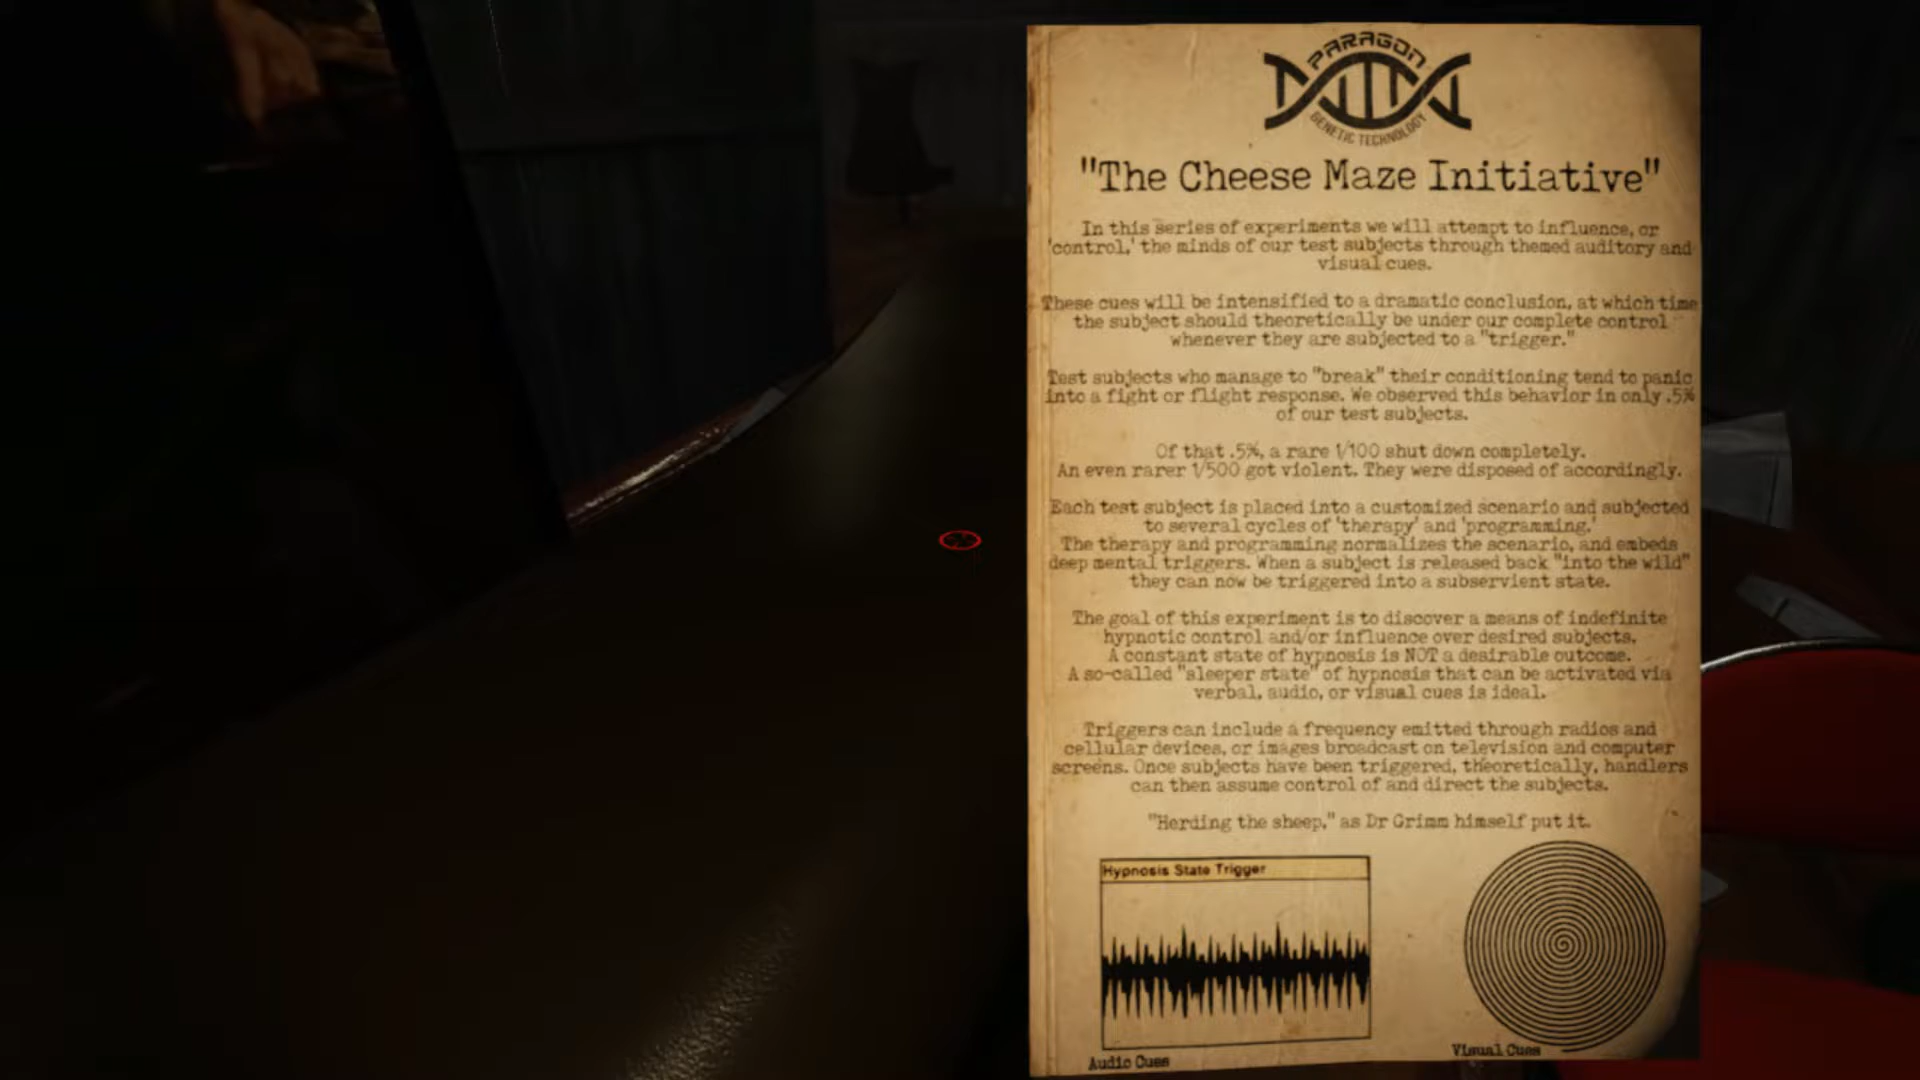 PARAGON
GENETIC TECHNOLOGY
"The Cheese Maze Initiative"
In this series of experiments we will attempt to influence, or
'control,' the minds of our test subjects through themed auditory and
visual cues.
These cues will be intensified to a dramatic conclusion, at which time
the subject should theoretically be under our complete control
whenever they are subjected to a "trigger."
Test subjects who manage to "break" their conditioning tend to panic
into a fight or flight response. We observed this behavior in only .5%
of our test subjects.
Of that .5%, a rare 1/100 shut down completely.
An even rarer 1/500 got violent. They were disposed of accordingly.
Each test subject is placed into a customized scenario and subjected
to several cycles of 'therapy' and 'programming.'
The therapy and programming normalizes the scenario, and embeds
deep mental triggers. When a subject is released back "into the wild"
they can now be triggered into a subservient state.
The goal of this experiment is to discover a means of indefinite
hypnotic control and/or influence over desired subjects.
A constant state of hypnosis is NOT a desirable outcome.
A so-called "sleeper state" of hypnosis that can be activated via
verbal, audio, or visual cues is ideal.
Triggers can include a frequency emitted through radios and
cellular devices, or images broadcast on television and computer
screens. Once subjects have been triggered, theoretically, handlers
can then assume control of and direct the subjects.
"Herding the sheep," as Dr Grimm himself put it.
Hypnosis State Trigger
Audio Cues
Visual Cues